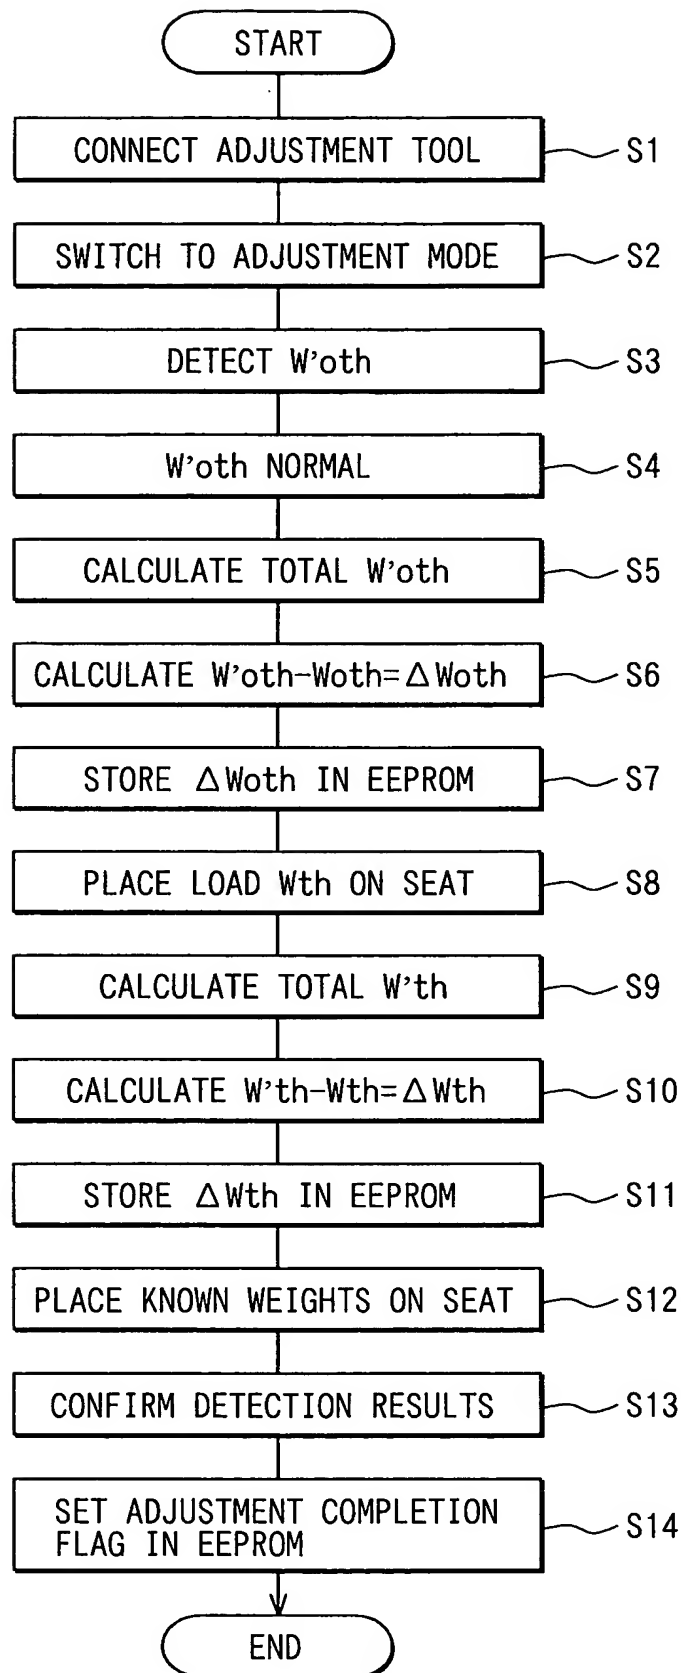 START
CONNECT ADJUSTMENT TOOL
S1
SWITCH TO ADJUSTMENT MODE
S2
DETECT W'oth
S3
W'oth NORMAL
S4
CALCULATE TOTAL W'oth
S5
CALCULATE W'oth-Woth=ΔWoth
S6
STORE ΔWoth IN EEPROM
S7
PLACE LOAD Wth ON SEAT
S8
CALCULATE TOTAL W'th
S9
CALCULATE W'th-Wth=ΔWth
S10
STORE ΔWth IN EEPROM
S11
PLACE KNOWN WEIGHTS ON SEAT
S12
CONFIRM DETECTION RESULTS
S13
SET ADJUSTMENT COMPLETION
FLAG IN EEPROM
S14
END